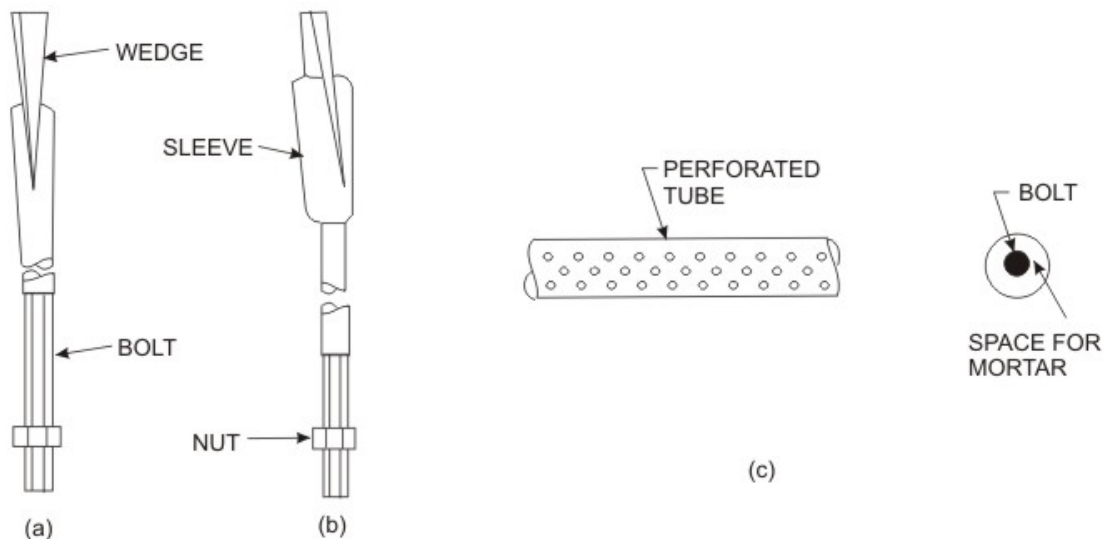 WEDGE
SLEEVE
BOLT
NUT
(a)
(b)
PERFORATED
TUBE
BOLT
SPACE FOR
MORTAR
(c)